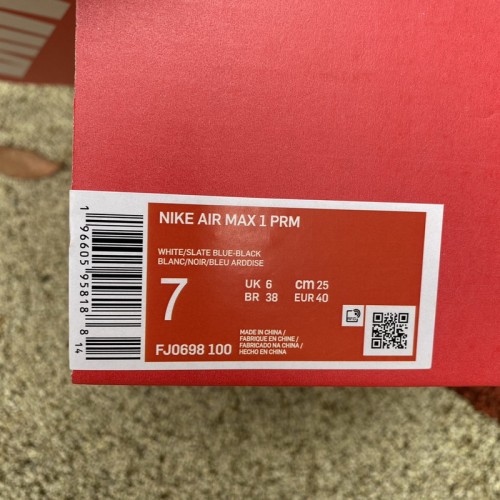 NIKE AIR MAX 1 PRM
WHITE/SLATE BLUE-BLACK
BLANC/NOIR/BLEU ARDDISE
7
UK 6 cm 25
BR 38 EUR 40
FJ0698 100
MADE IN CHINA /
FABRIQUE EN CHINE /
FABRICADO NA CHINA /
HECHO EN CHINA
1 96605 95818 8 14